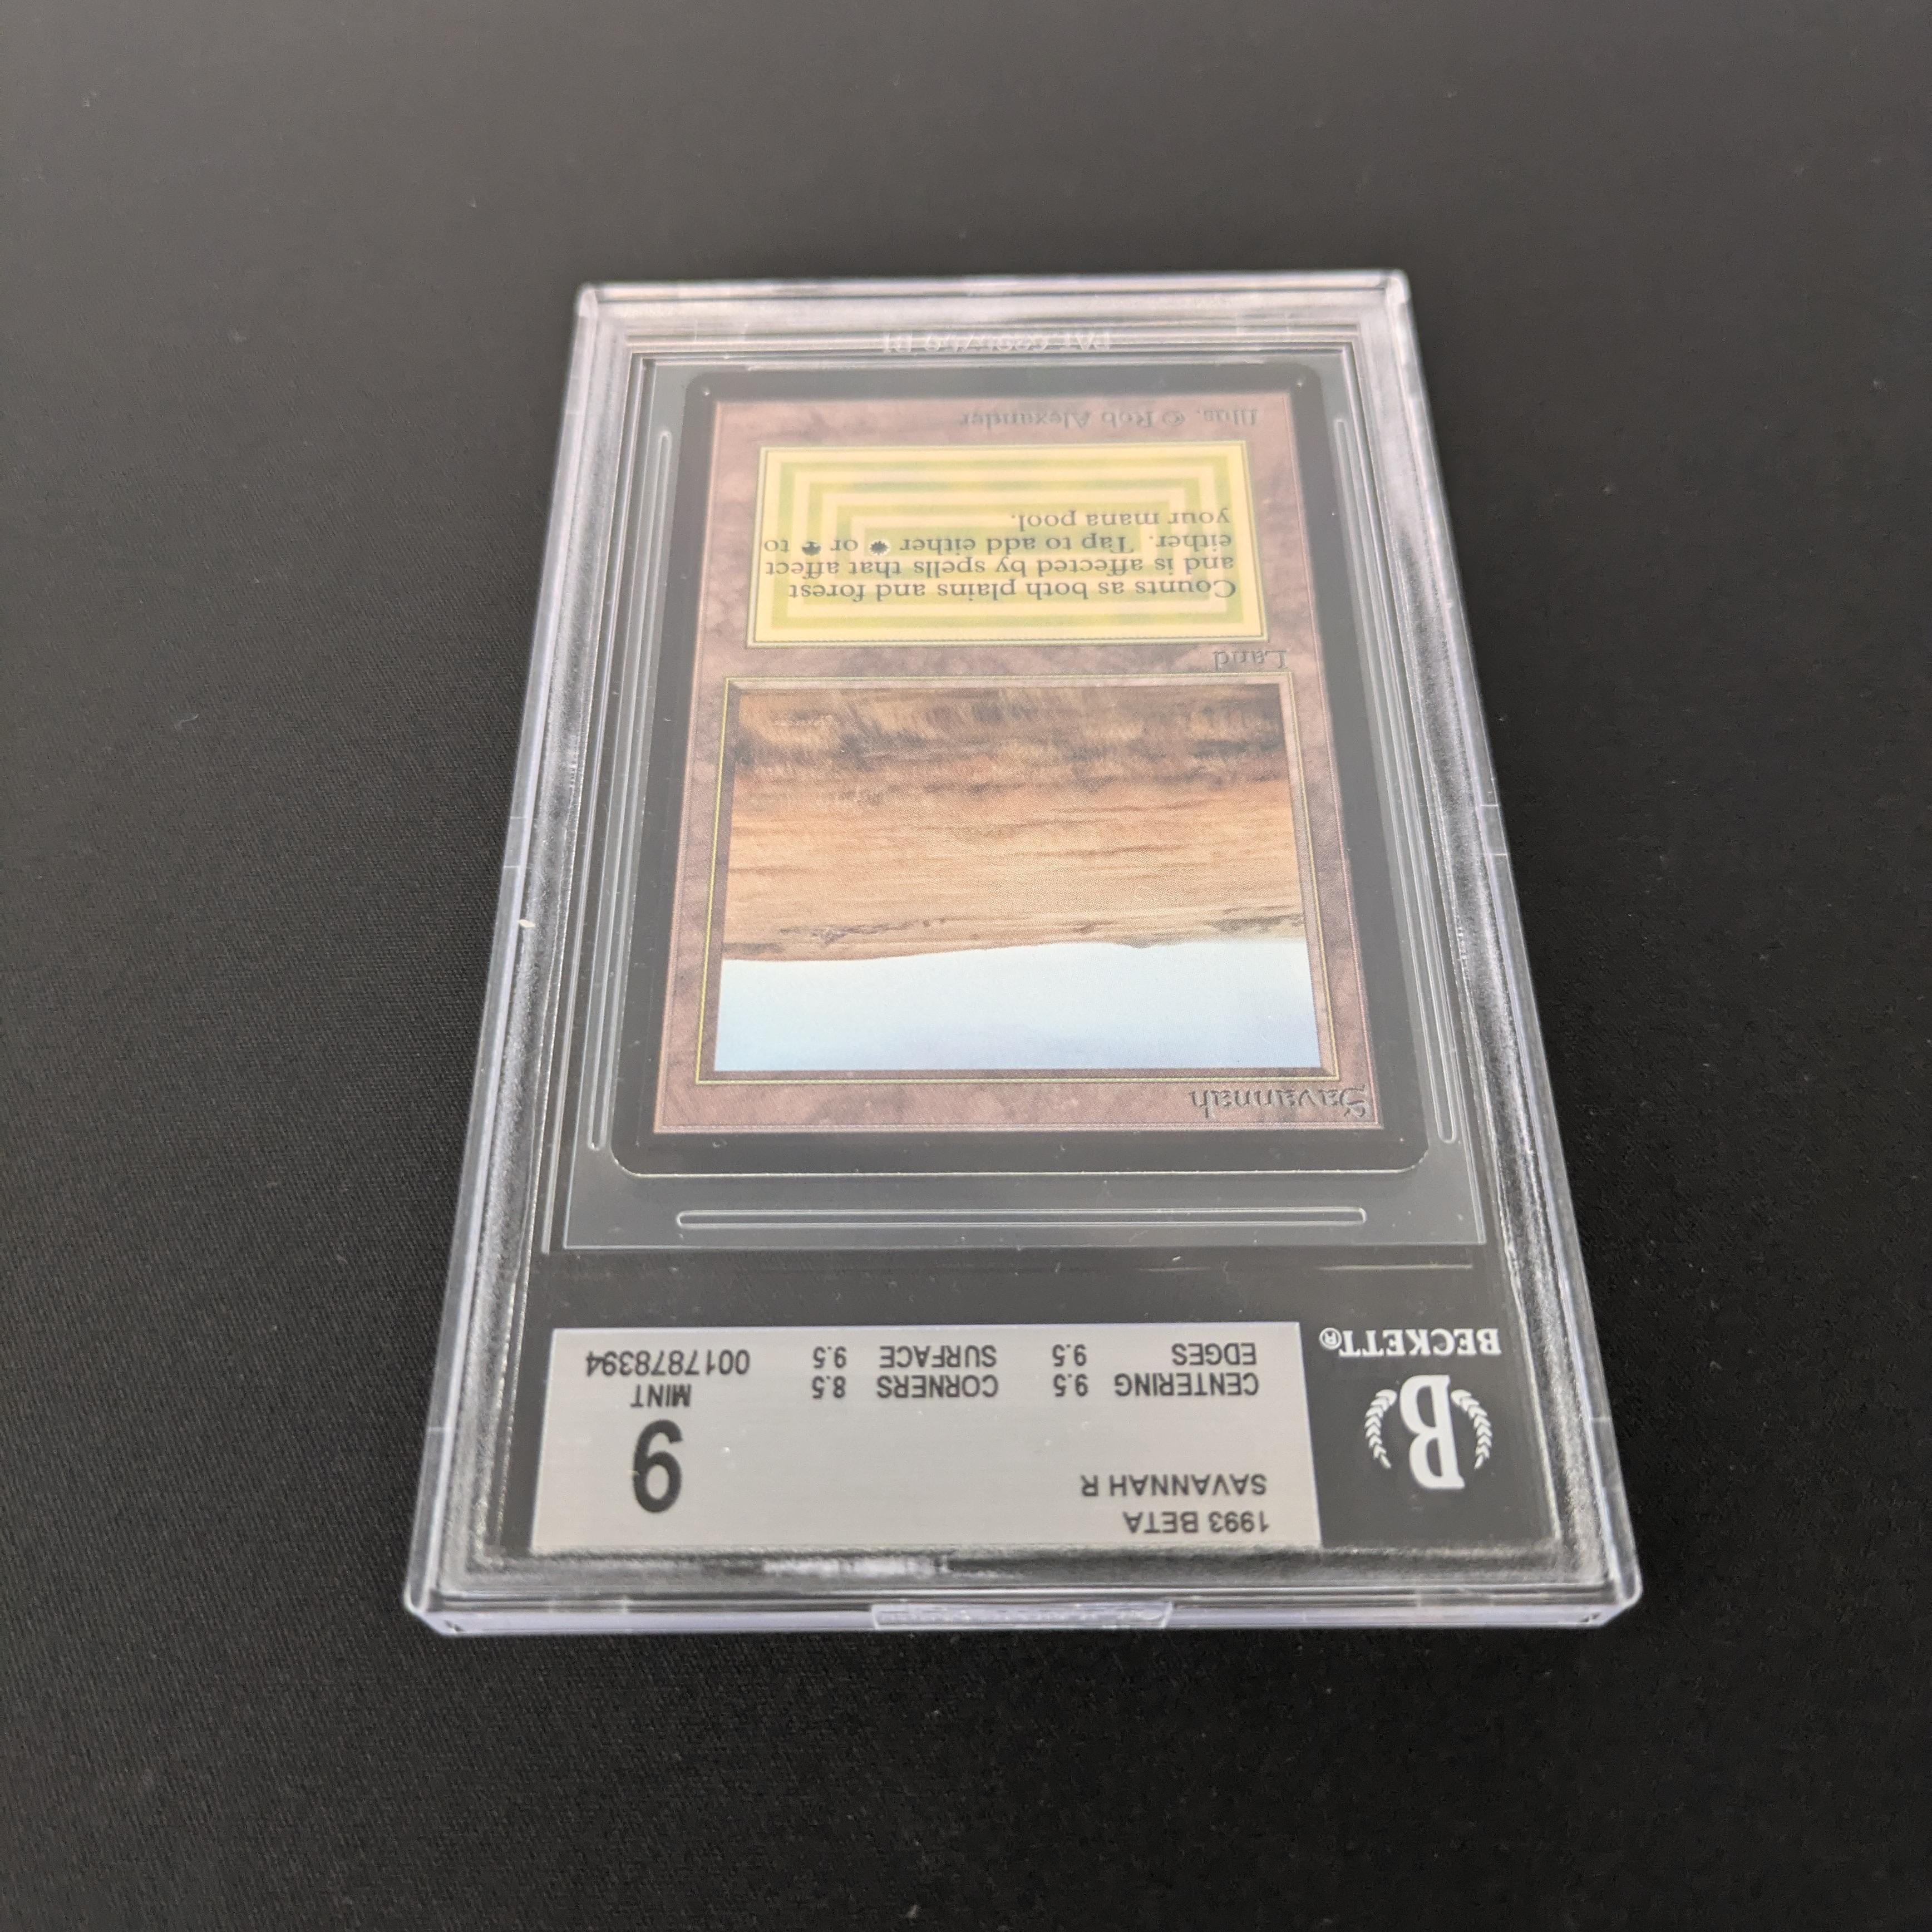 1993 BETA
SAVANNAH R
CENTERING 9.5 CORNERS 8.5
EDGES 9.5 SURFACE 9.5
9
MINT
0017878394
B
BECKETT®
Savannah
Land
Counts as both plains and forest
and is affected by spells that affect
either. Tap to add either or to
your mana pool.
Illus. © Rob Alexander